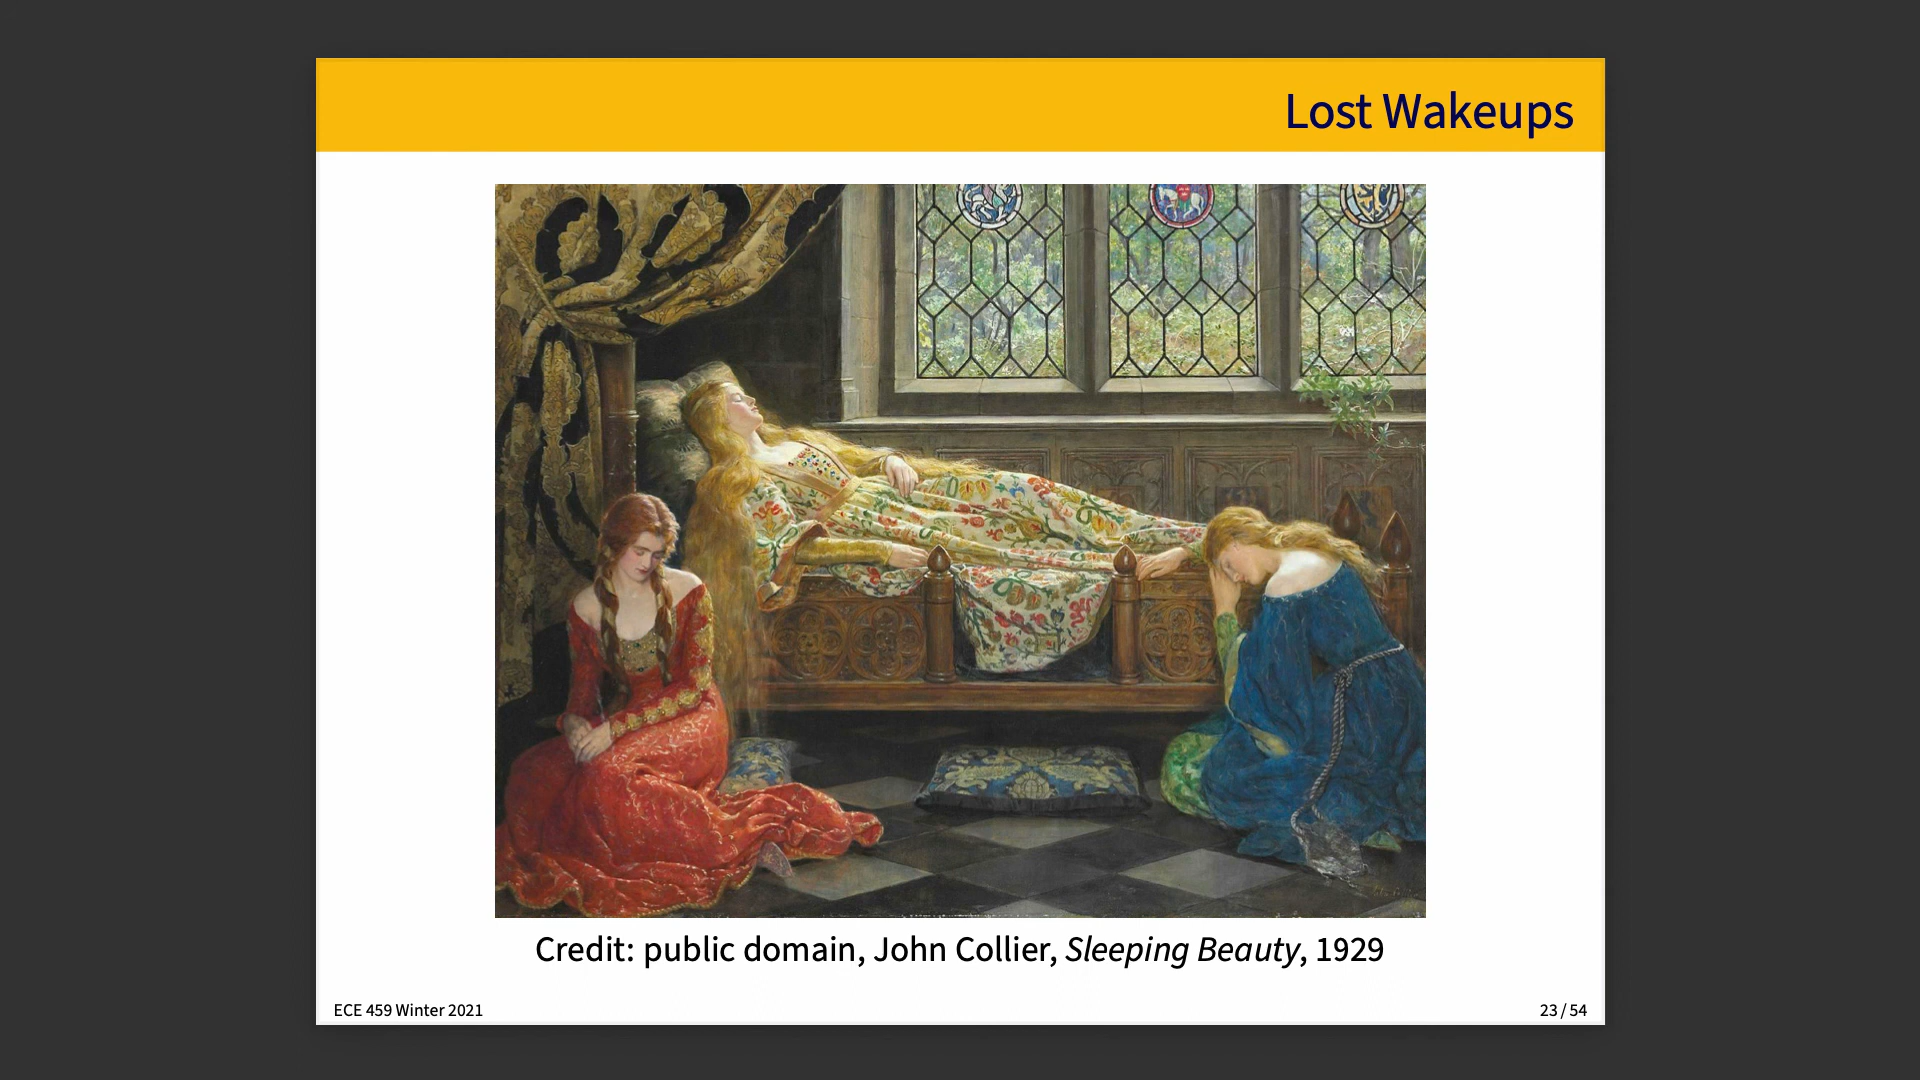 Lost Wakeups
Credit: public domain, John Collier, Sleeping Beauty, 1929
ECE 459 Winter 2021
23 / 54